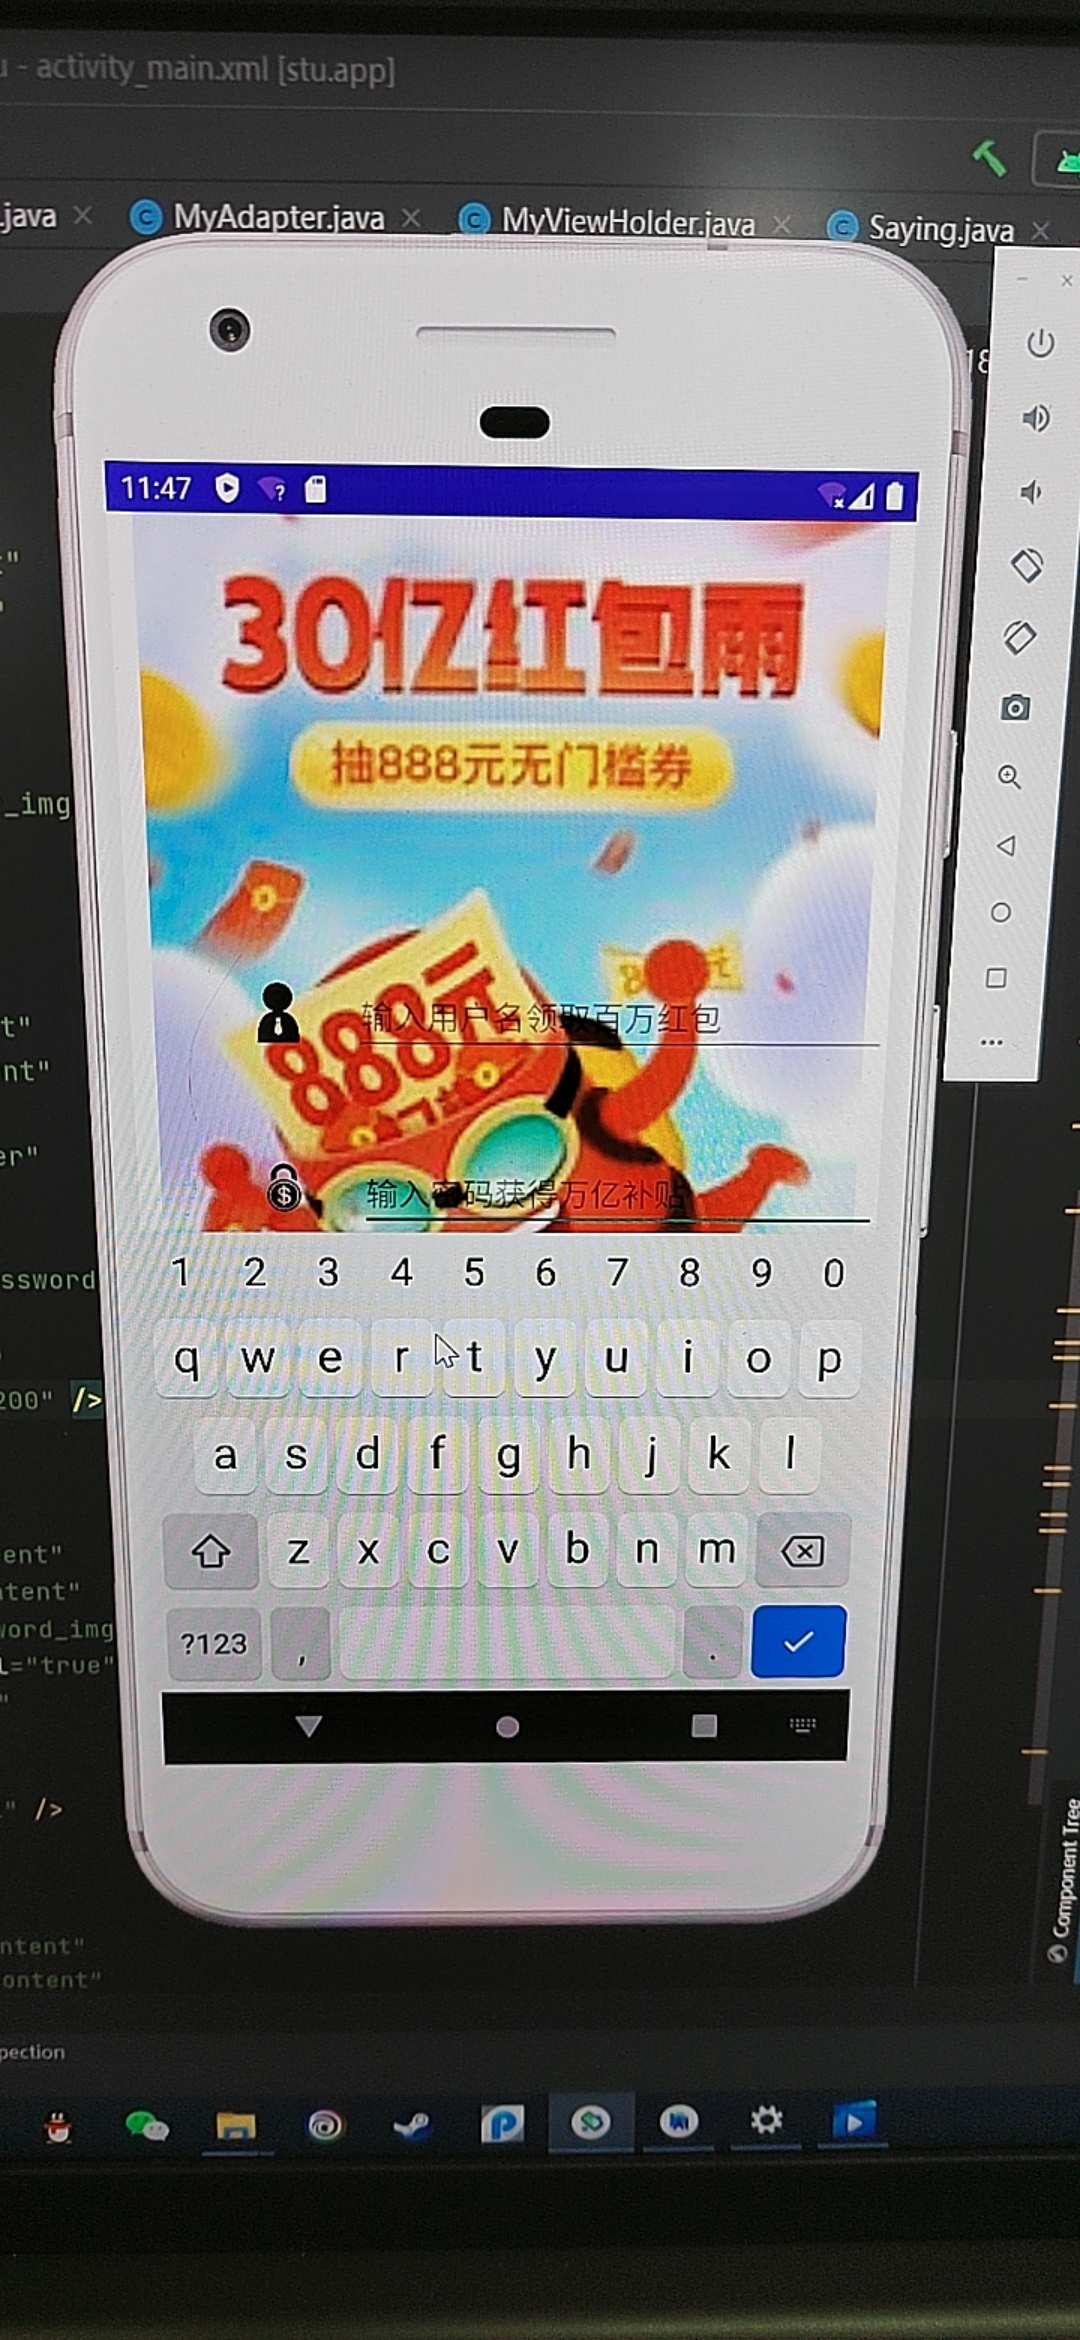 - activity_main.xml [stu.app]
.java
MyAdapter.java
MyViewHolder.java
Saying.java
18
11:47
30亿红包雨
抽888元无门槛券
_img
888元
输入用户名领取百万红包
t"
nt"
er"
输入密码获得万亿补贴
ssword
1 2 3 4 5 6 7 8 9 0
q w e r t y u i o p
200" />
a s d f g h j k l
ent"
z x c v b n m
ntent"
word_img
?123 , .
="true"
" />
Component Tree
ntent"
ontent"
pection